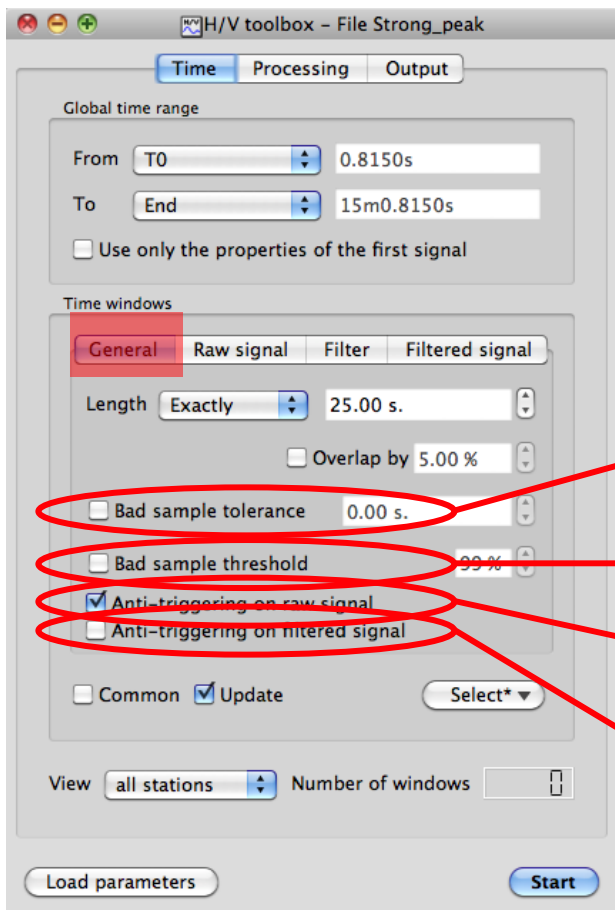 H/V toolbox - File Strong_peak
Time Processing Output
Global time range
From T0 0.8150s
To End 15m0.8150s
Use only the properties of the first signal
Time windows
General Raw signal Filter Filtered signal
Length Exactly 25.00 s.
Overlap by 5.00 %
Bad sample tolerance 0.00 s.
Bad sample threshold 99 %
Anti-triggering on raw signal
Anti-triggering on filtered signal
Common Update Select*
View all stations Number of windows 0
Load parameters Start